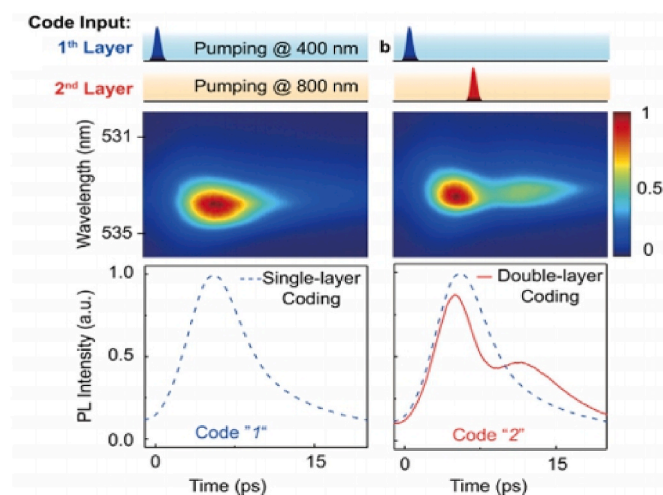 Code Input:
1th Layer
Pumping @ 400 nm
b
2nd Layer
Pumping @ 800 nm
Wavelength (nm)
531
535
1
0.5
0
PL Intensity (a.u.)
1.0
0.5
0.0
Single-layer
Coding
Code "1"
0
15
Time (ps)
Double-layer
Coding
Code "2"
0
15
Time (ps)